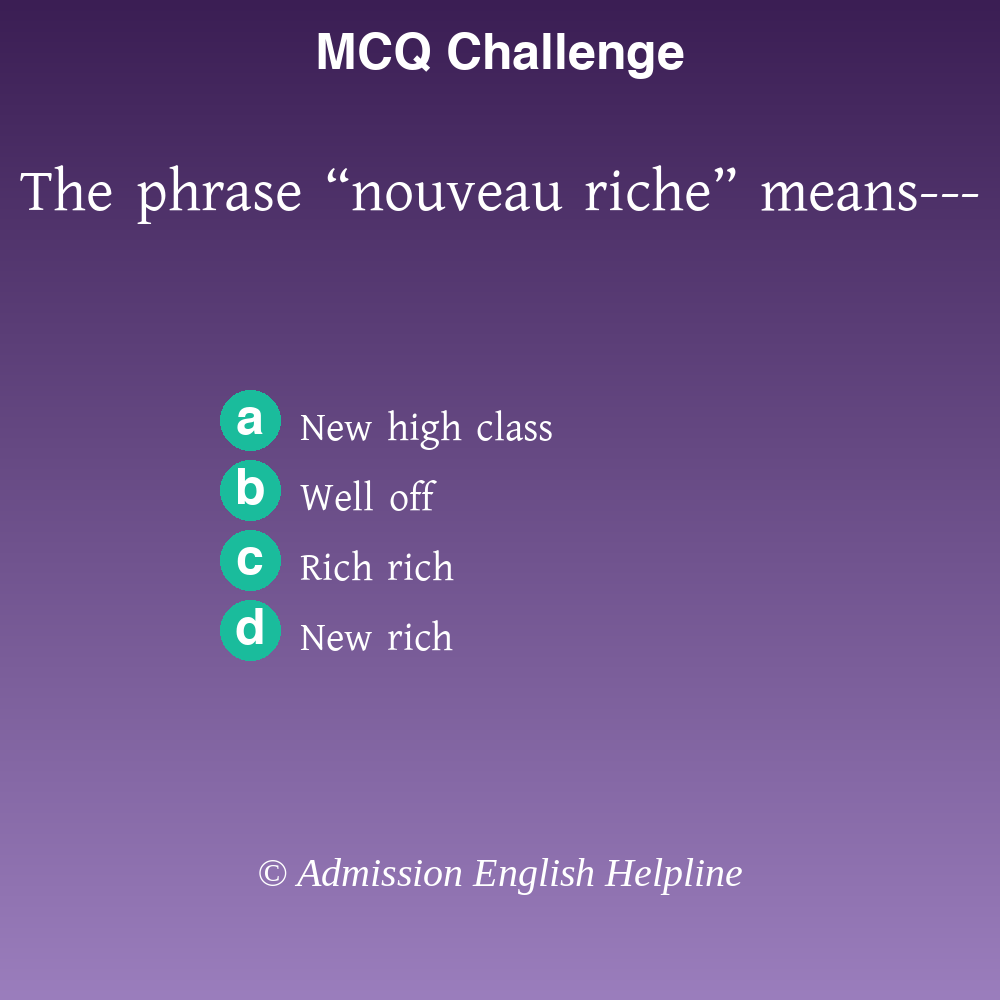 MCQ Challenge
The phrase “nouveau riche” means---
a New high class
b Well off
c Rich rich
d New rich
© Admission English Helpline